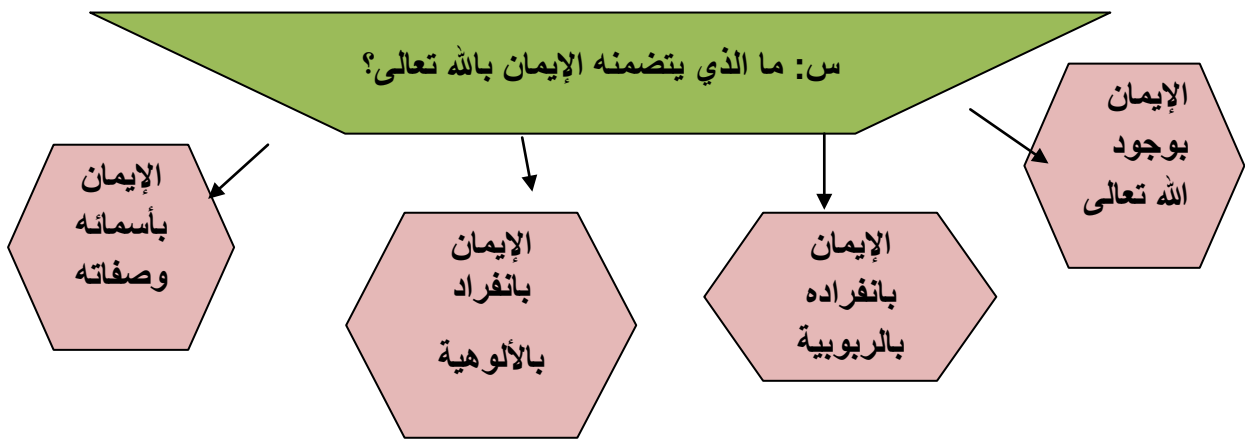 س: ما الذي يتضمنه الإيمان بالله تعالى؟
الإيمان
بوجود
الله تعالى
الإيمان
بانفراده
بالربوبية
الإيمان
بانفراد
بالألوهية
الإيمان
بأسمائه
وصفاته